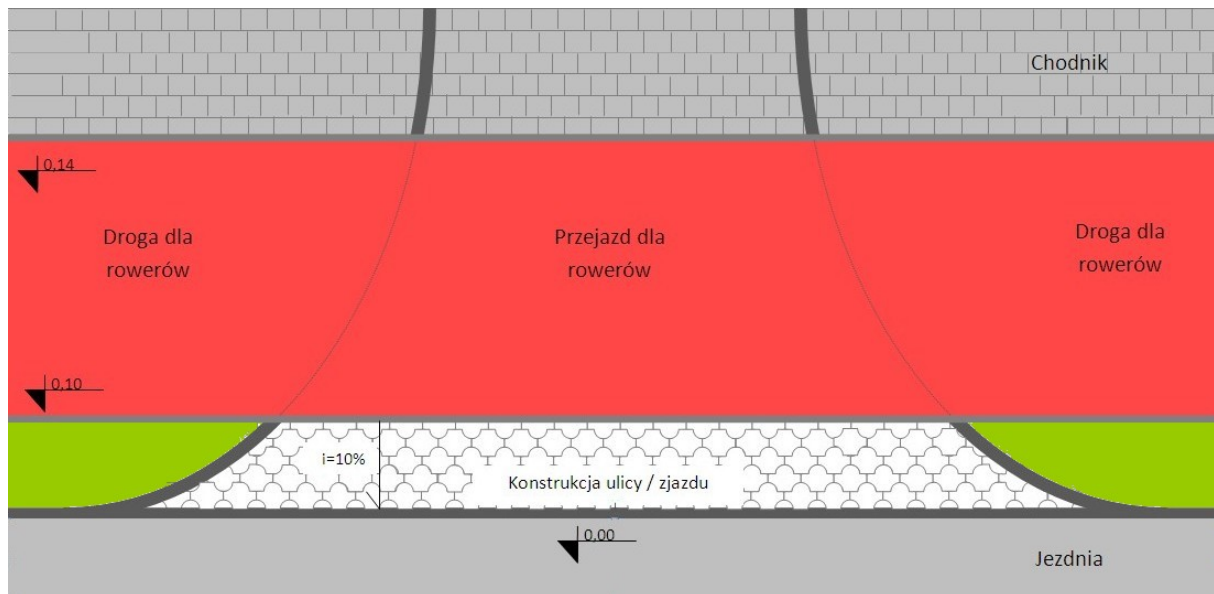 Chodnik
0,14
Droga dla
rowerów
Przejazd dla
rowerów
Droga dla
rowerów
0,10
i=10%
Konstrukcja ulicy / zjazdu
0,00
Jezdnia